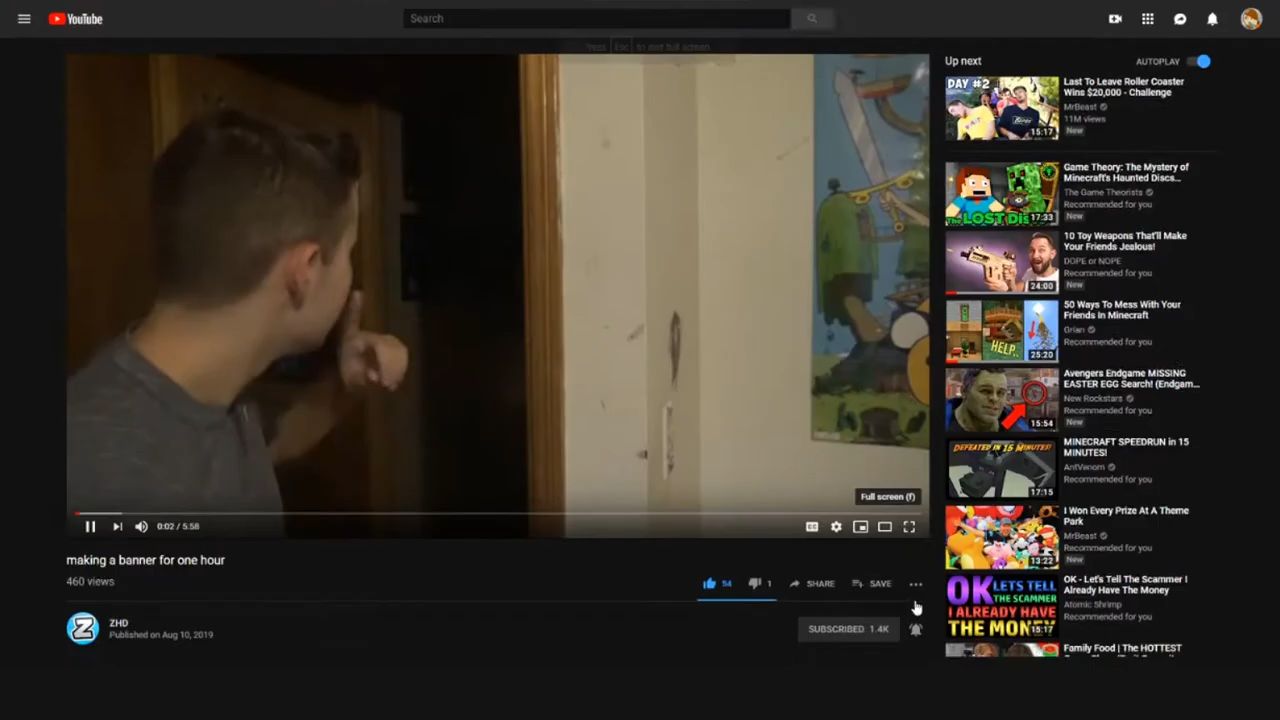 YouTube
Search
Press Esc to exit full screen
Full screen (f)
0:02 / 5:58
CC
making a banner for one hour
460 views
54
1
SHARE
SAVE
Z
ZHD
Published on Aug 10, 2019
SUBSCRIBED 1.4K
Up next
AUTOPLAY
DAY #2
15:17
Last To Leave Roller Coaster
Wins $20,000 - Challenge
MrBeast
11M views
New
The LOST Dis
17:33
Game Theory: The Mystery of
Minecraft's Haunted Discs...
The Game Theorists
Recommended for you
New
24:00
10 Toy Weapons That'll Make
Your Friends Jealous!
DOPE or NOPE
Recommended for you
New
HELP..
25:20
50 Ways To Mess With Your
Friends In Minecraft
Grian
Recommended for you
15:54
Avengers Endgame MISSING
EASTER EGG Search! (Endgam...
New Rockstars
Recommended for you
New
DEFEATED IN 15 MINUTES!
17:15
MINECRAFT SPEEDRUN in 15
MINUTES!
AntVenom
Recommended for you
13:22
I Won Every Prize At A Theme
Park
MrBeast
Recommended for you
New
OK LETS TELL
THE SCAMMER
I ALREADY HAVE
THE MONEY
15:17
OK - Let's Tell The Scammer I
Already Have The Money
Atomic Shrimp
Recommended for you
Family Food | The HOTTEST